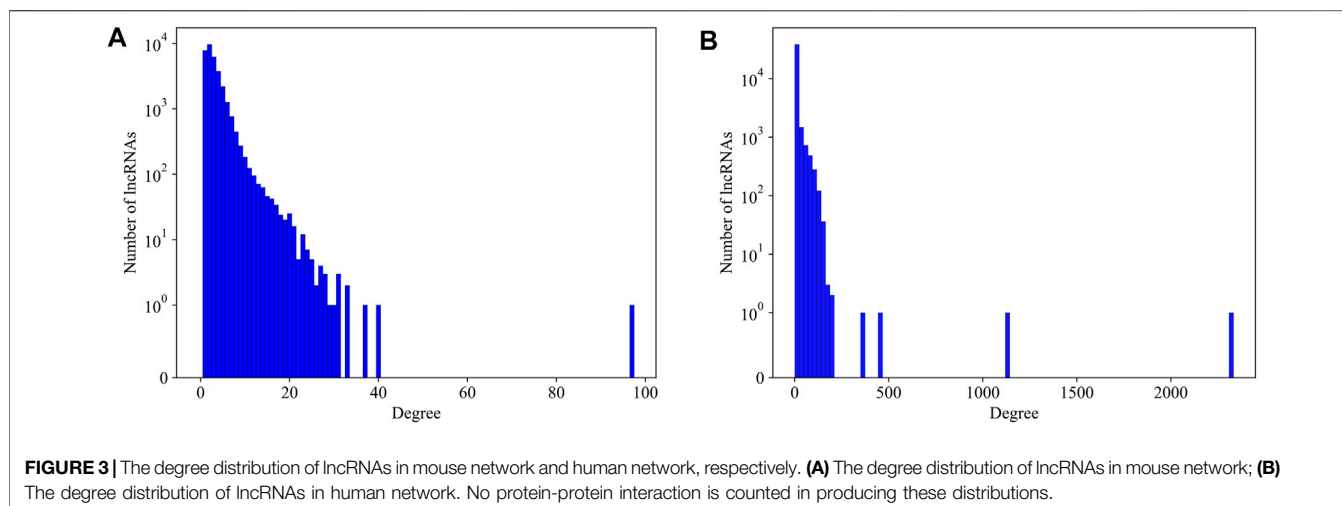 A
B
10⁴
10³
10²
10¹
10⁰
0
Number of lncRNAs
0 20 40 60 80 100
Degree
10⁴
10³
10²
10¹
10⁰
0
Number of lncRNAs
0 500 1000 1500 2000
Degree
FIGURE 3 | The degree distribution of lncRNAs in mouse network and human network, respectively. (A) The degree distribution of lncRNAs in mouse network; (B)
The degree distribution of lncRNAs in human network. No protein-protein interaction is counted in producing these distributions.